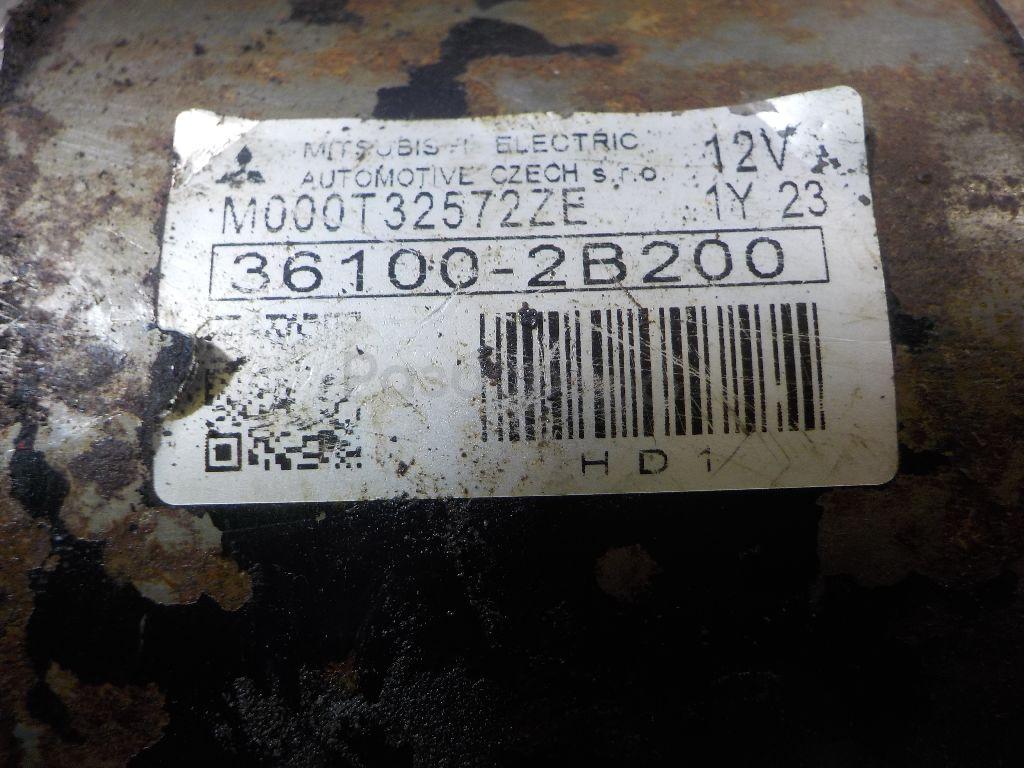 MITSUBISHI ELECTRIC
AUTOMOTIVE CZECH s.r.o.
12V
M000T32572ZE
1Y 23
36100-2B200
HD1